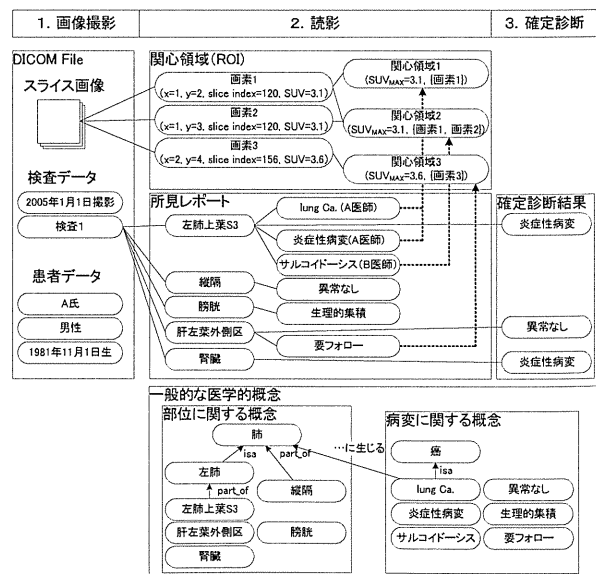 1. 画像撮影
2. 読影
3. 確定診断
DICOM File
スライス画像
検査データ
2005年1月1日撮影
検査1
患者データ
A氏
男性
1981年11月1日生
関心領域(ROI)
画素1
(x=1, y=2, slice index=120, SUV=3.1)
画素2
(x=1, y=3, slice index=120, SUV=3.1)
画素3
(x=2, y=4, slice index=156, SUV=3.6)
関心領域1
(SUVMAX=3.1, {画素1})
関心領域2
(SUVMAX=3.1, {画素1, 画素2})
関心領域3
(SUVMAX=3.6, {画素3})
所見レポート
左肺上葉S3
縦隔
膀胱
肝左葉外側区
腎臓
lung Ca. (A医師)
炎症性病変(A医師)
サルコイドーシス(B医師)
異常なし
生理的集積
要フォロー
確定診断結果
炎症性病変
異常なし
炎症性病変
一般的な医学的概念
部位に関する概念
肺
isa
part_of
左肺
縦隔
part_of
左肺上葉S3
肝左葉外側区
膀胱
腎臓
…に生じる
病変に関する概念
癌
isa
lung Ca.
異常なし
炎症性病変
生理的集積
サルコイドーシス
要フォロー